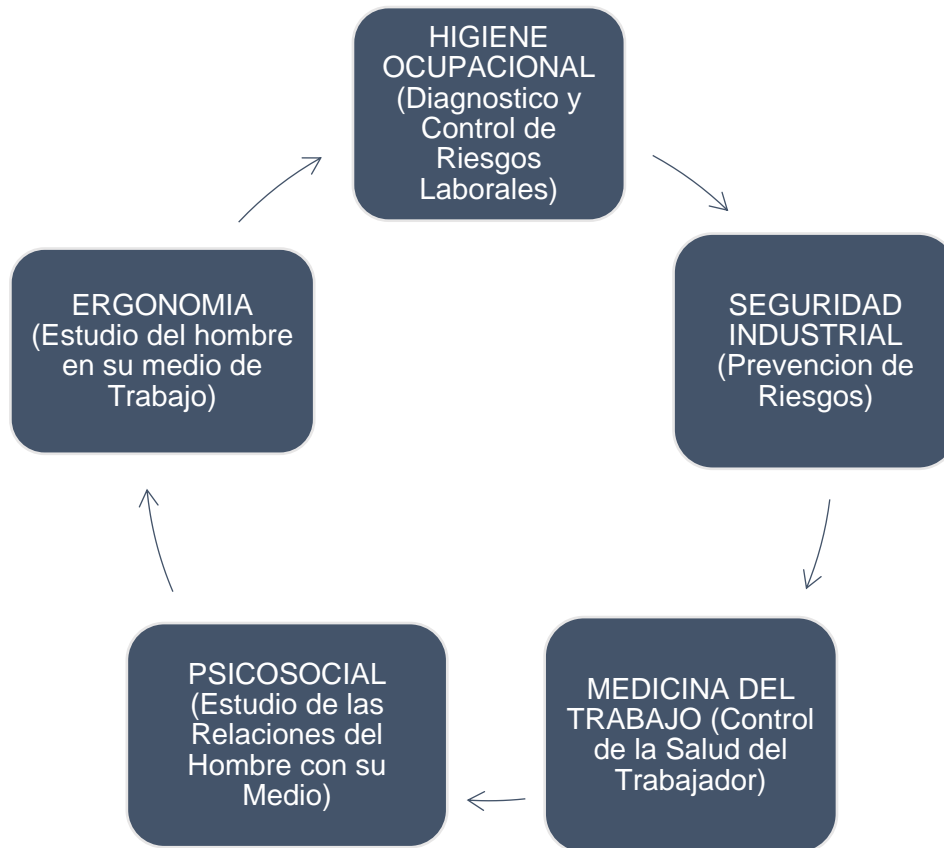 HIGIENE
OCUPACIONAL
(Diagnostico y
Control de
Riesgos
Laborales)
SEGURIDAD
INDUSTRIAL
(Prevencion de
Riesgos)
MEDICINA DEL
TRABAJO (Control
de la Salud del
Trabajador)
PSICOSOCIAL
(Estudio de las
Relaciones del
Hombre con su
Medio)
ERGONOMIA
(Estudio del hombre
en su medio de
Trabajo)